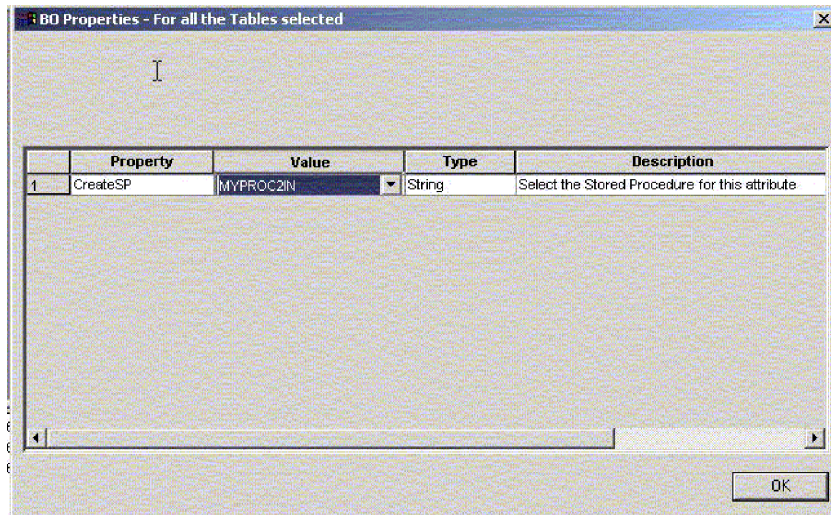 BO Properties - For all the Tables selected
Property Value Type Description
1 CreateSP MYPROC2IN String Select the Stored Procedure for this attribute
OK